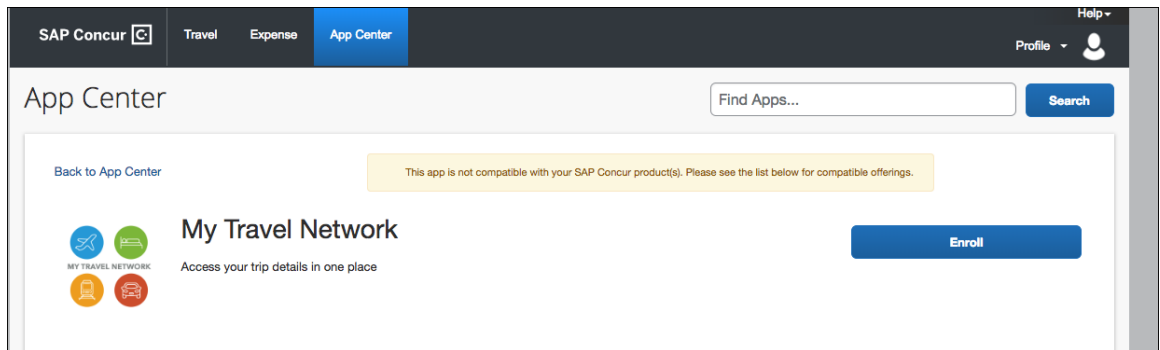 Help
SAP Concur C Travel Expense App Center
Profile
App Center
Find Apps... Search
Back to App Center
This app is not compatible with your SAP Concur product(s). Please see the list below for compatible offerings.
My Travel Network
Enroll
MY TRAVEL NETWORK
Access your trip details in one place